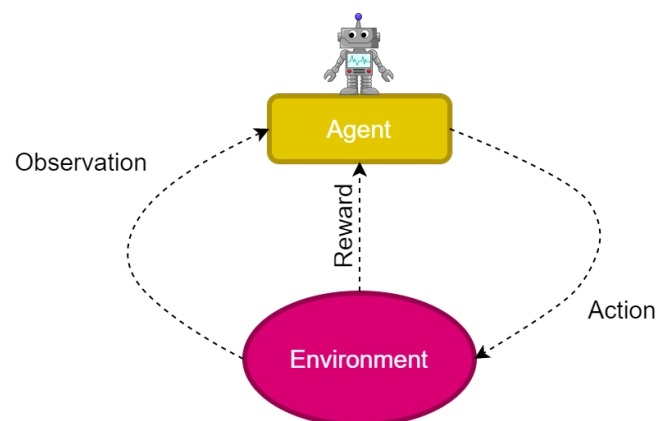 Agent
Observation
Reward
Action
Environment